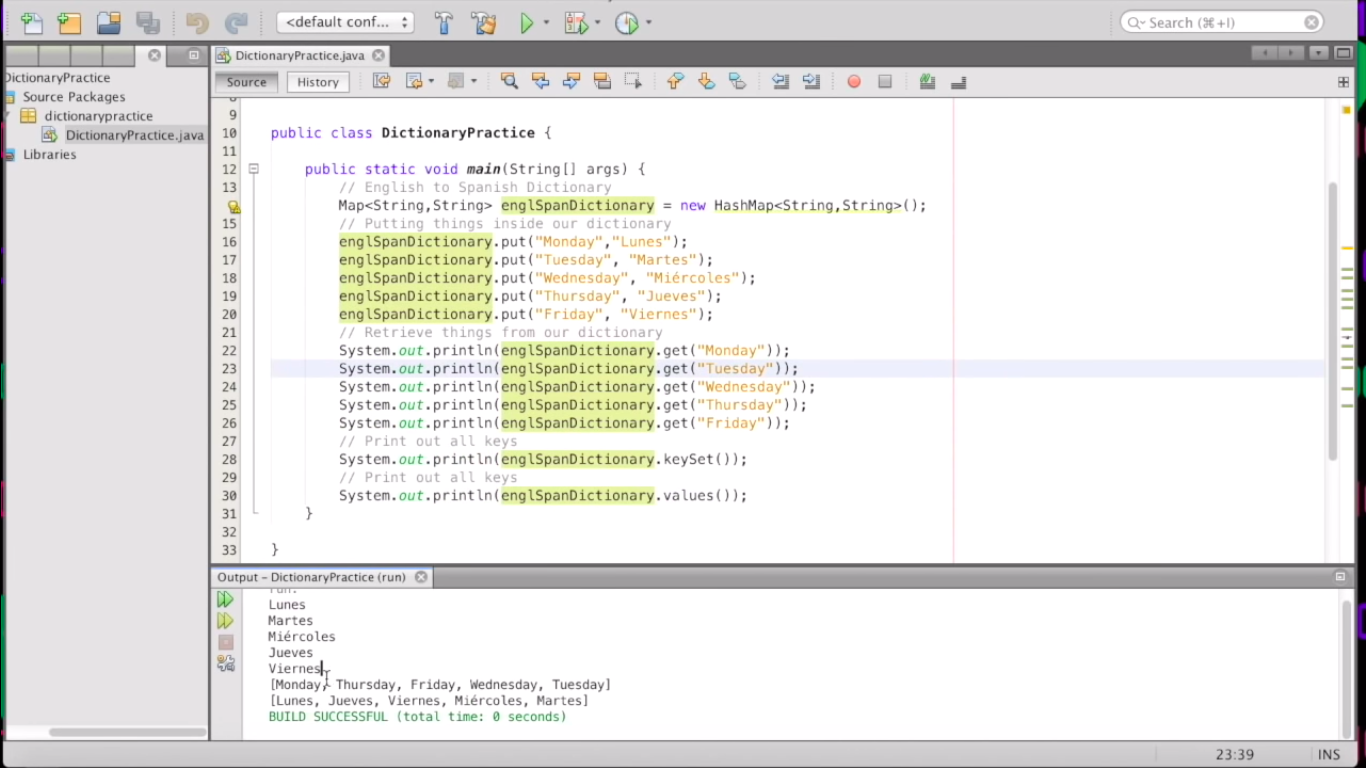 <default conf...
Search (⌘+I)
DictionaryPractice.java
DictionaryPractice
Source Packages
dictionarypractice
DictionaryPractice.java
Libraries
Source History
9
10 public class DictionaryPractice {
11
12 public static void main(String[] args) {
13 // English to Spanish Dictionary
Map<String,String> englSpanDictionary = new HashMap<String,String>();
15 // Putting things inside our dictionary
16 englSpanDictionary.put("Monday","Lunes");
17 englSpanDictionary.put("Tuesday", "Martes");
18 englSpanDictionary.put("Wednesday", "Miércoles");
19 englSpanDictionary.put("Thursday", "Jueves");
20 englSpanDictionary.put("Friday", "Viernes");
21 // Retrieve things from our dictionary
22 System.out.println(englSpanDictionary.get("Monday"));
23 System.out.println(englSpanDictionary.get("Tuesday"));
24 System.out.println(englSpanDictionary.get("Wednesday"));
25 System.out.println(englSpanDictionary.get("Thursday"));
26 System.out.println(englSpanDictionary.get("Friday"));
27 // Print out all keys
28 System.out.println(englSpanDictionary.keySet());
29 // Print out all keys
30 System.out.println(englSpanDictionary.values());
31 }
32
33 }
Output – DictionaryPractice (run)
run:
Lunes
Martes
Miércoles
Jueves
Viernes
[Monday, Thursday, Friday, Wednesday, Tuesday]
[Lunes, Jueves, Viernes, Miércoles, Martes]
BUILD SUCCESSFUL (total time: 0 seconds)
23:39 INS